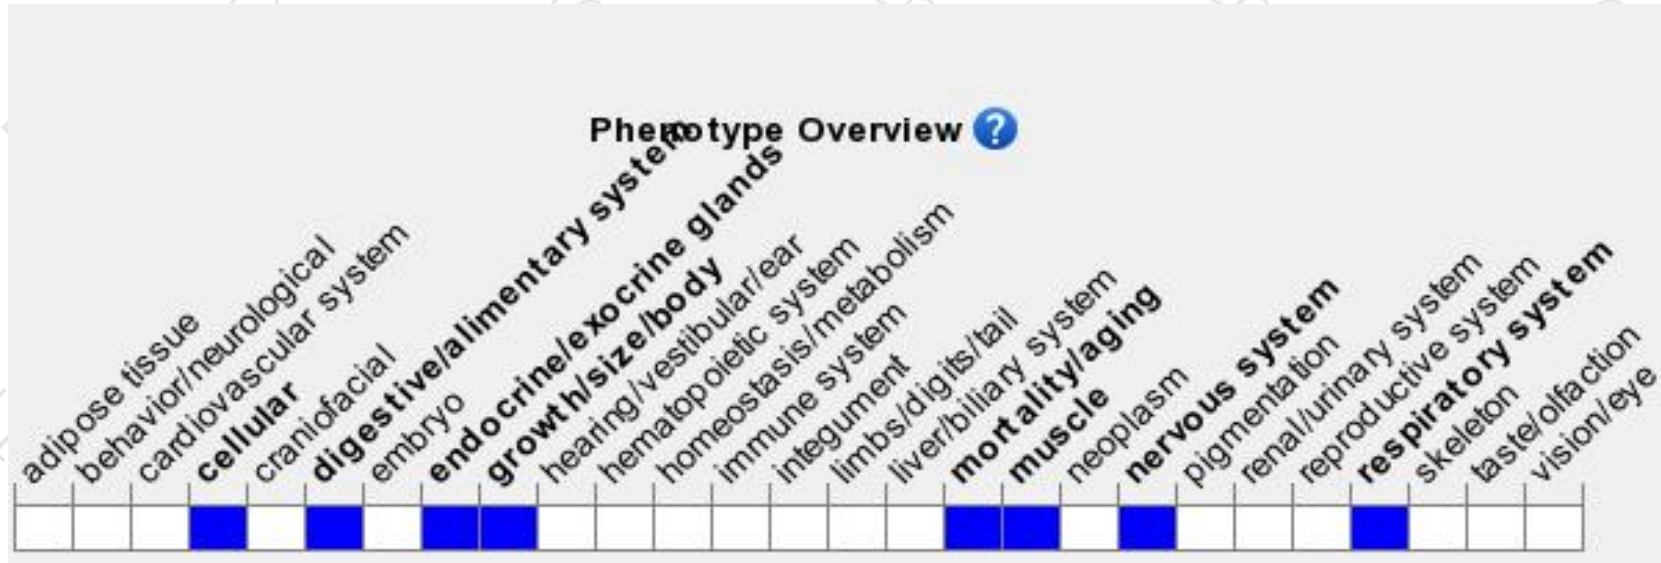 Phenotype Overview ?
adipose tissue
behavior/neurological
cardiovascular system
cellular
craniofacial
digestive/alimentary system
embryo
endocrine/exocrine glands
growth/size/body
hearing/vestibular/ear
hematopoietic system
homeostasis/metabolism
immune system
integument
limbs/digits/tail
liver/biliary system
mortality/aging
muscle
neoplasm
nervous system
pigmentation
renal/urinary system
reproductive system
respiratory system
skeleton
taste/olfaction
vision/eye